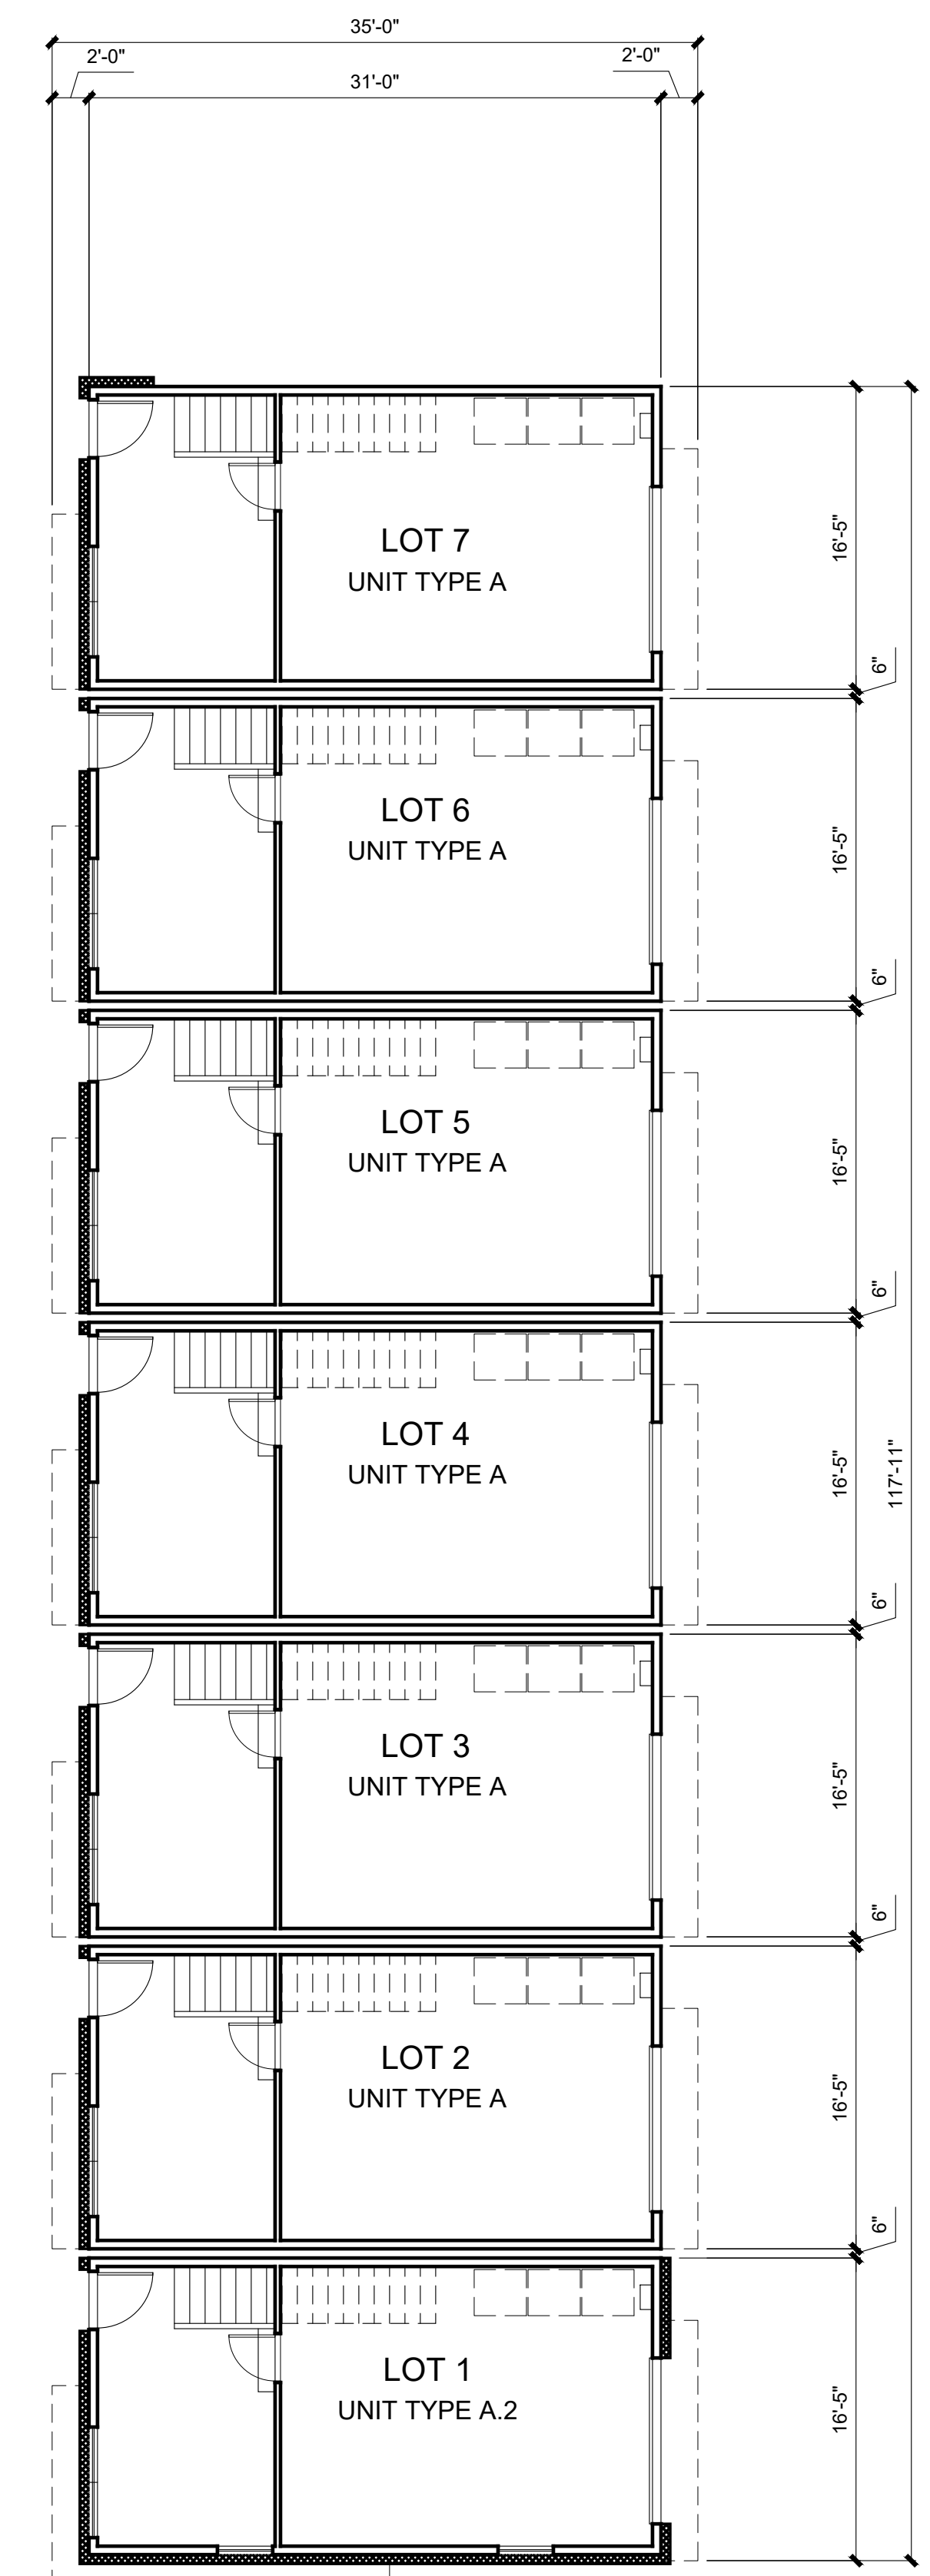 35'-0"
2'-0"
2'-0"
31'-0"
LOT 7
UNIT TYPE A
16'-5"
6"
LOT 6
UNIT TYPE A
16'-5"
6"
LOT 5
UNIT TYPE A
16'-5"
6"
LOT 4
UNIT TYPE A
16'-5"
117'-11"
6"
LOT 3
UNIT TYPE A
16'-5"
6"
LOT 2
UNIT TYPE A
16'-5"
6"
LOT 1
UNIT TYPE A.2
16'-5"